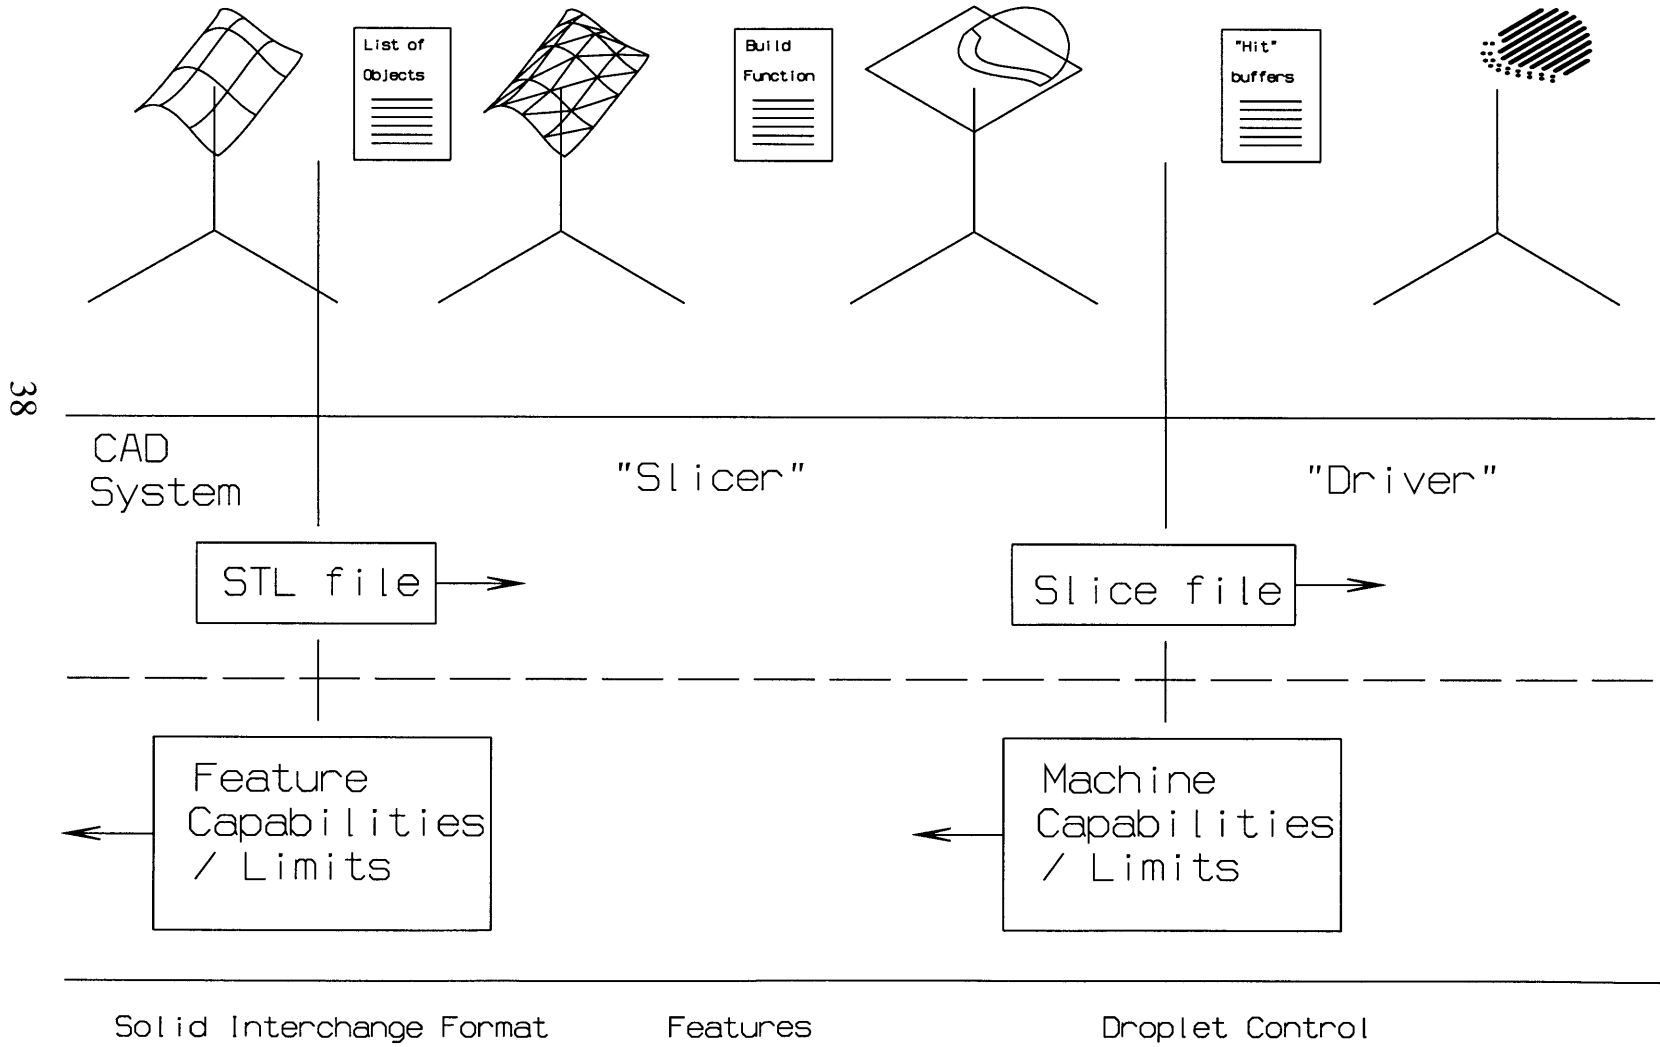 List of
Objects
Build
Function
"Hit"
buffers
38
CAD
System
"Slicer"
"Driver"
STL file
Slice file
Feature
Capabilities
/ Limits
Machine
Capabilities
/ Limits
Solid Interchange Format
Features
Droplet Control